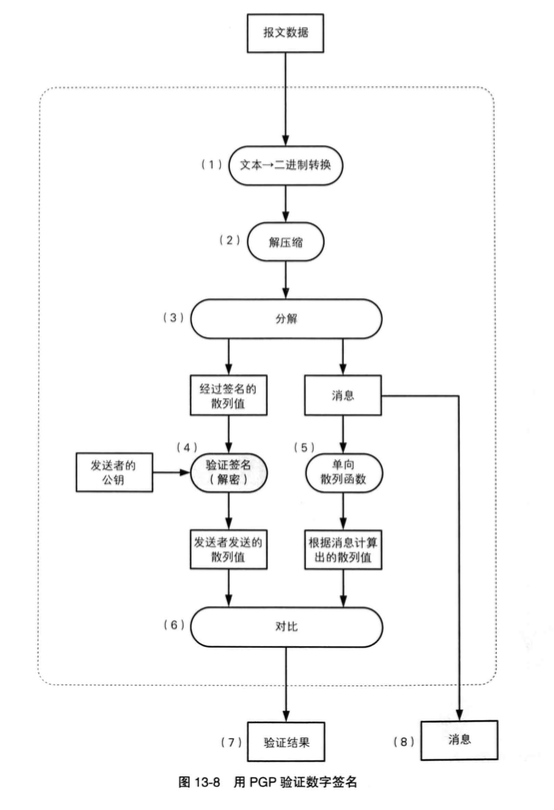 报文数据
（1）
文本→二进制转换
（2）
解压缩
（3）
分解
经过签名的
散列值
消息
（4）
验证签名
（解密）
（5）
单向
散列函数
发送者的
公钥
发送者发送的
散列值
根据消息计算
出的散列值
（6）
对比
（7）
验证结果
（8）
消息
图 13-8 用 PGP 验证数字签名